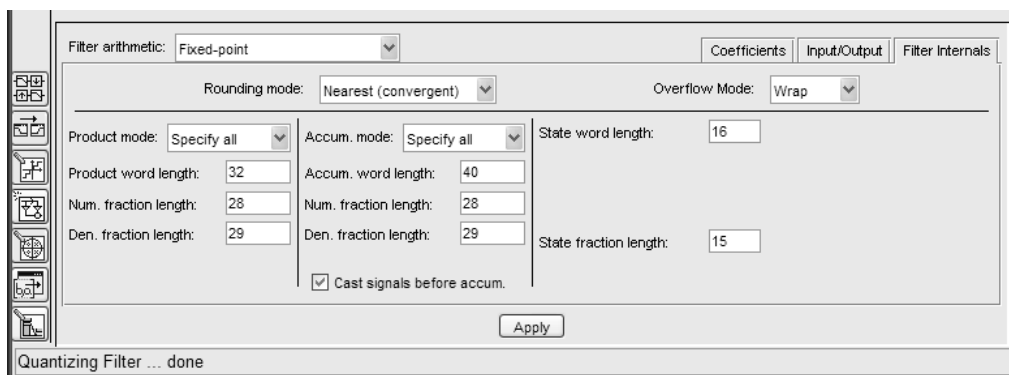 Filter arithmetic: Fixed-point
Coefficients Input/Output Filter Internals
Rounding mode: Nearest (convergent) Overflow Mode: Wrap
Product mode: Specify all
Product word length: 32
Num. fraction length: 28
Den. fraction length: 29
Accum. mode: Specify all
Accum. word length: 40
Num. fraction length: 28
Den. fraction length: 29
Cast signals before accum.
State word length: 16
State fraction length: 15
Apply
Quantizing Filter ... done